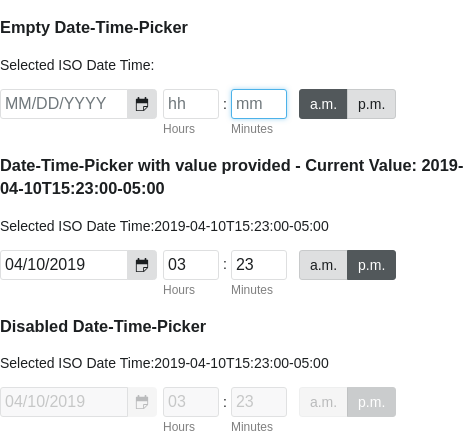 Empty Date-Time-Picker
Selected ISO Date Time:
MM/DD/YYYY hh : mm a.m. p.m.
Hours Minutes
Date-Time-Picker with value provided - Current Value: 2019-
04-10T15:23:00-05:00
Selected ISO Date Time:2019-04-10T15:23:00-05:00
04/10/2019 03 : 23 a.m. p.m.
Hours Minutes
Disabled Date-Time-Picker
Selected ISO Date Time:2019-04-10T15:23:00-05:00
04/10/2019 03 : 23 a.m. p.m.
Hours Minutes